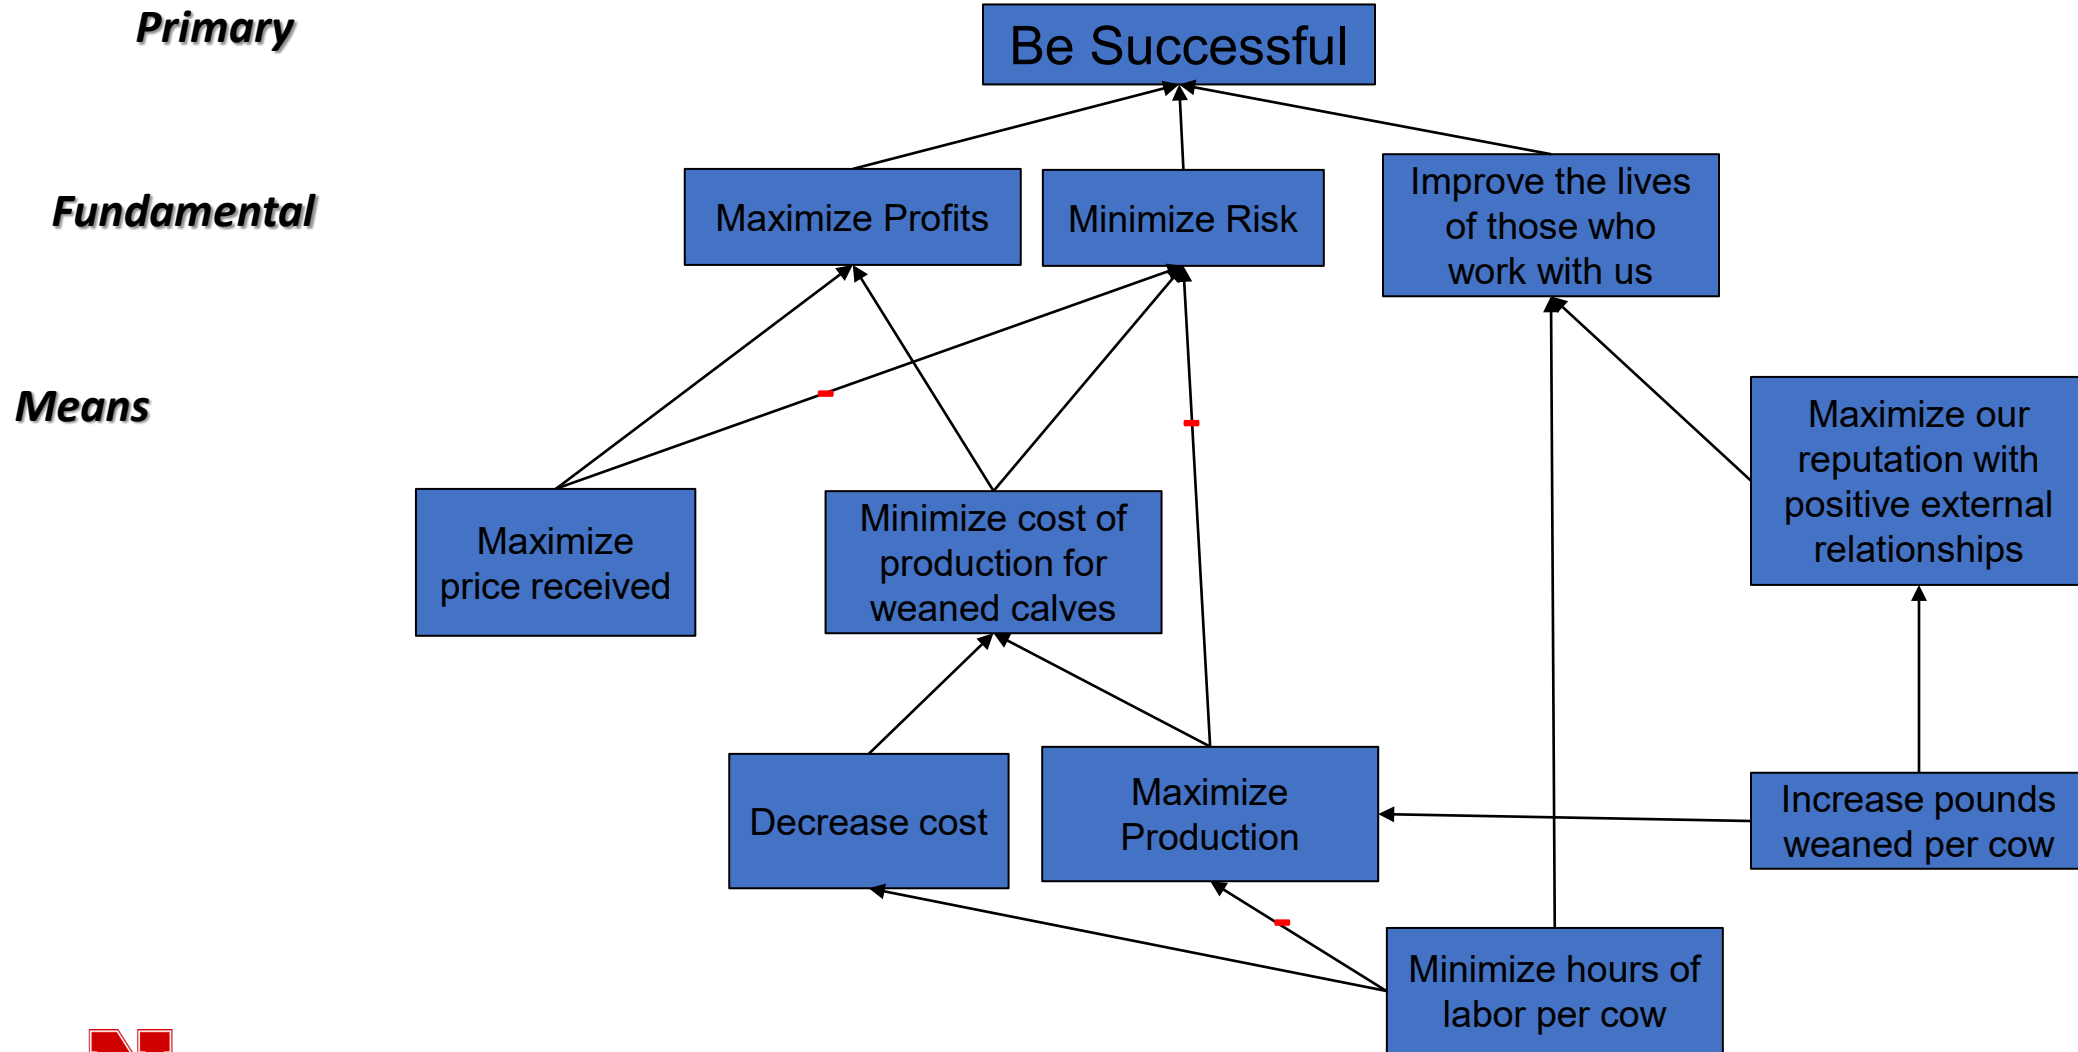 Primary
Be Successful
Fundamental
Maximize Profits
Minimize Risk
Improve the lives
of those who
work with us
Means
Maximize
price received
Minimize cost of
production for
weaned calves
Maximize our
reputation with
positive external
relationships
Decrease cost
Maximize
Production
Increase pounds
weaned per cow
Minimize hours of
labor per cow
N